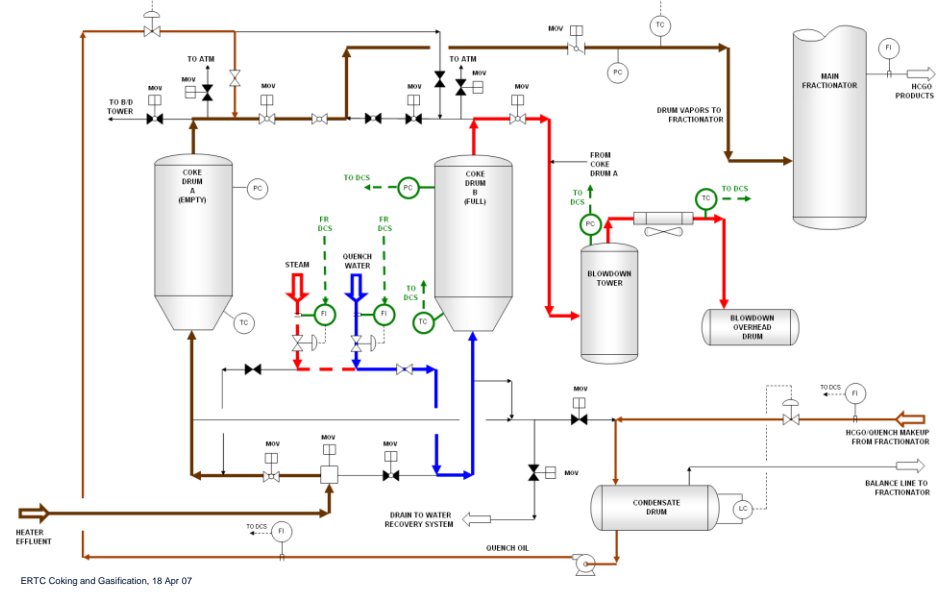 MOV
TC
TO ATM
TO ATM
MOV
FI
MOV
MOV
MOV
MOV
MOV
MOV
PC
MAIN
FRACTIONATOR
HCGO
PRODUCTS
TO B/D
TOWER
DRUM VAPORS TO
FRACTIONATOR
FROM
COKE
DRUM A
COKE
DRUM
A
(EMPTY)
PC
TO DCS
PC
COKE
DRUM
B
(FULL)
TO DCS
PC
TC
TO DCS
FR
DCS
FR
DCS
STEAM
QUENCH
WATER
BLOWDOWN
TOWER
TO
DCS
FI
FI
TC
TC
BLOWDOWN
OVERHEAD
DRUM
MOV
TO DCS
FI
HCGO/QUENCH MAKEUP
FROM FRACTIONATOR
MOV
MOV
MOV
MOV
BALANCE LINE TO
FRACTIONATOR
CONDENSATE
DRUM
LC
DRAIN TO WATER
RECOVERY SYSTEM
HEATER
EFFLUENT
TO DCS
FI
QUENCH OIL
ERTC Coking and Gasification, 18 Apr 07